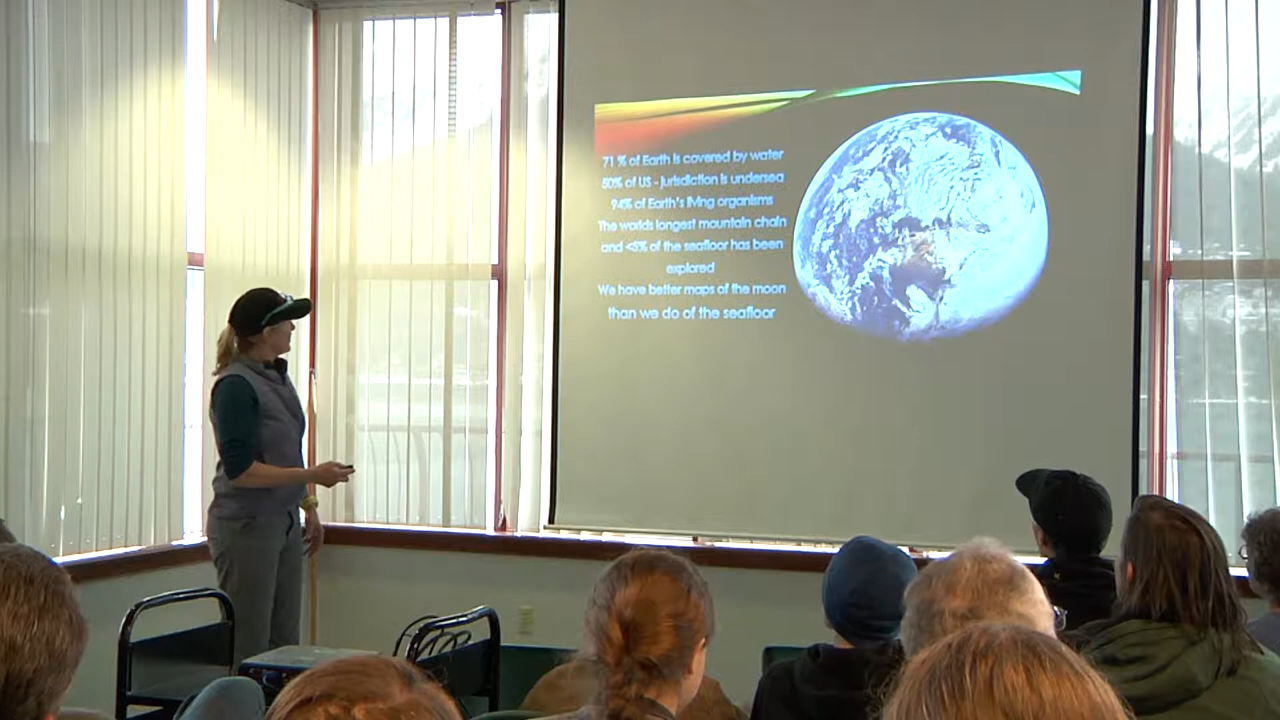 71 % of Earth is covered by water
50% of US - jurisdiction is undersea
94% of Earth's living organisms
The worlds longest mountain chain
and <5% of the seafloor has been
explored
We have better maps of the moon
than we do of the seafloor